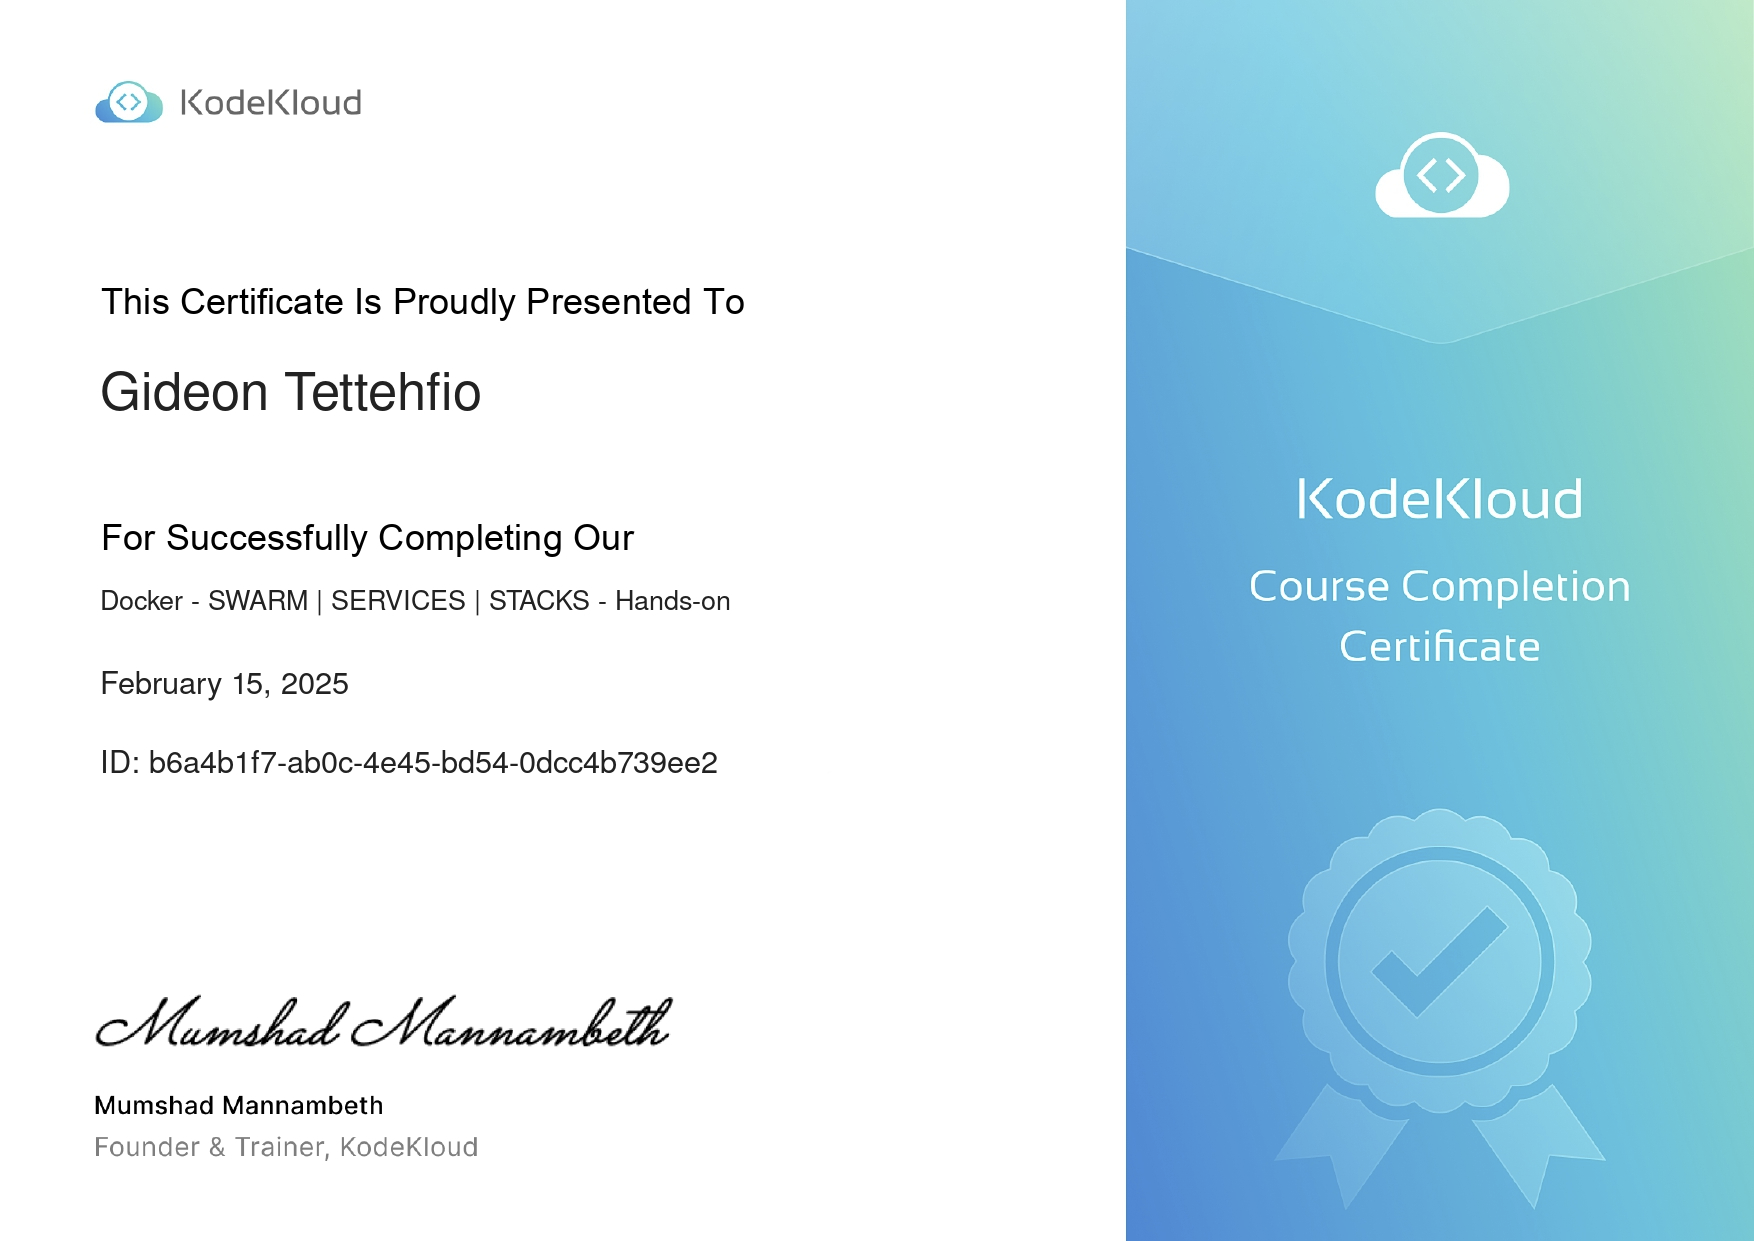 KodeKloud
This Certificate Is Proudly Presented To
Gideon Tettehfio
For Successfully Completing Our
Docker - SWARM | SERVICES | STACKS - Hands-on
February 15, 2025
ID: b6a4b1f7-ab0c-4e45-bd54-0dcc4b739ee2
Mumshad Mannambeth
Mumshad Mannambeth
Founder & Trainer, KodeKloud
KodeKloud
Course Completion
Certificate